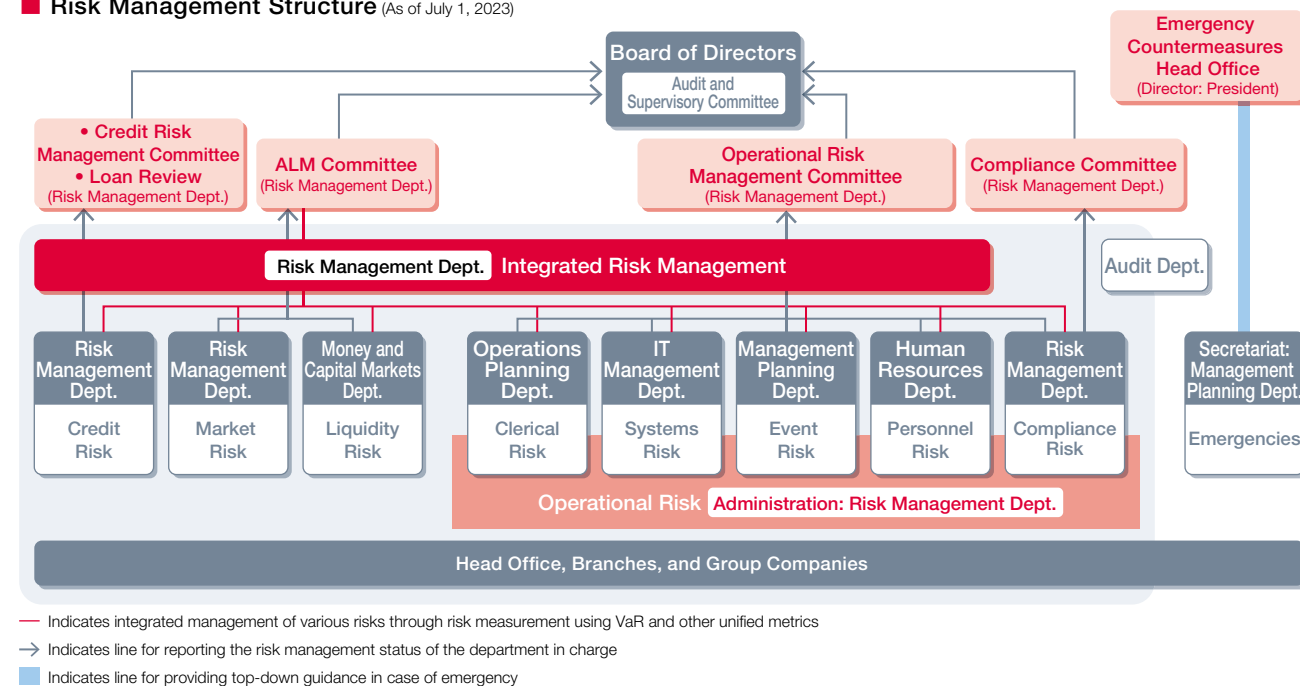 Risk Management Structure (As of July 1, 2023)
Board of Directors
Audit and
Supervisory Committee
Emergency
Countermeasures
Head Office
(Director: President)
• Credit Risk
Management Committee
• Loan Review
(Risk Management Dept.)
ALM Committee
(Risk Management Dept.)
Operational Risk
Management Committee
(Risk Management Dept.)
Compliance Committee
(Risk Management Dept.)
Risk Management Dept. Integrated Risk Management
Audit Dept.
Risk
Management
Dept.
Credit
Risk
Risk
Management
Dept.
Market
Risk
Money and
Capital Markets
Dept.
Liquidity
Risk
Operations
Planning
Dept.
Clerical
Risk
IT
Management
Dept.
Systems
Risk
Management
Planning
Dept.
Event
Risk
Human
Resources
Dept.
Personnel
Risk
Risk
Management
Dept.
Compliance
Risk
Secretariat:
Management
Planning Dept.
Emergencies
Operational Risk Administration: Risk Management Dept.
Head Office, Branches, and Group Companies
Indicates integrated management of various risks through risk measurement using VaR and other unified metrics
Indicates line for reporting the risk management status of the department in charge
Indicates line for providing top-down guidance in case of emergency